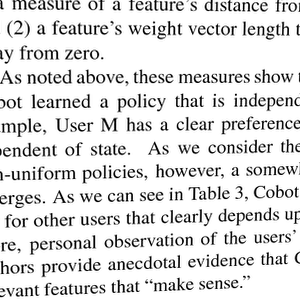 a measure of a feature's distance from
(2) a feature's weight vector length
ay from zero.
As noted above, these measures show
bot learned a policy that is independ
ample, User M has a clear preference
pendent of state. As we consider the
n-uniform policies, however, a somew
erges. As we can see in Table 3, Cobot
for other users that clearly depends up
re, personal observation of the users'
hors provide anecdotal evidence that
evant features that “make sense.”